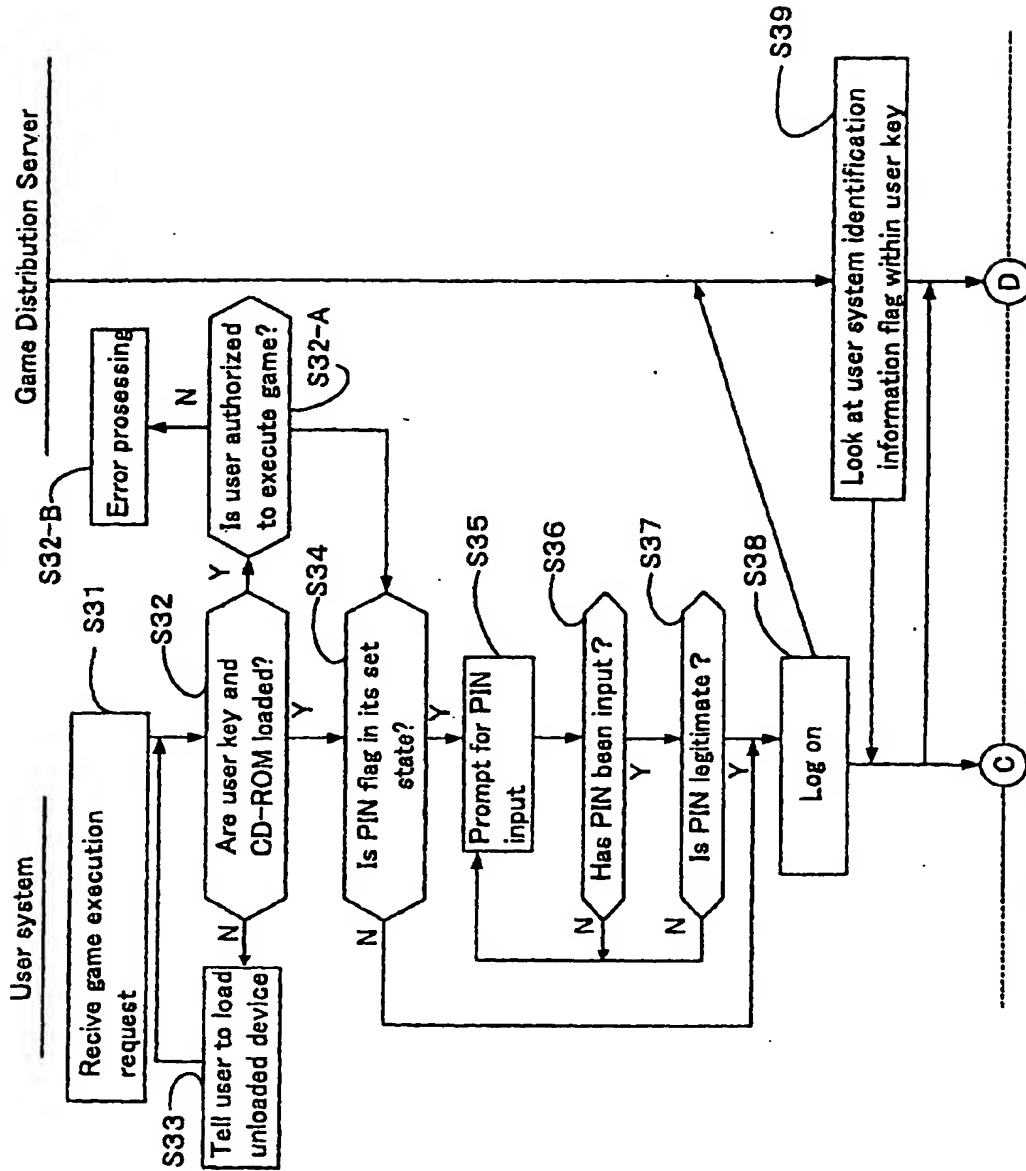 User system
Game Distribution Server
S31
Recive game execution
request
S32-B
Error prosessing
S32
Are user key and
CD-ROM loaded?
Y
N
Y
N
Is user authorized
to execute game?
S32-A
S33
Tell user to load
unloaded device
S34
Is PIN flag in its set
state?
N
Y
S35
Prompt for PIN
input
S36
Has PIN been input?
N
Y
S37
Is PIN legitimate?
N
Y
S38
Log on
S39
Look at user system identification
information flag within user key
C
D